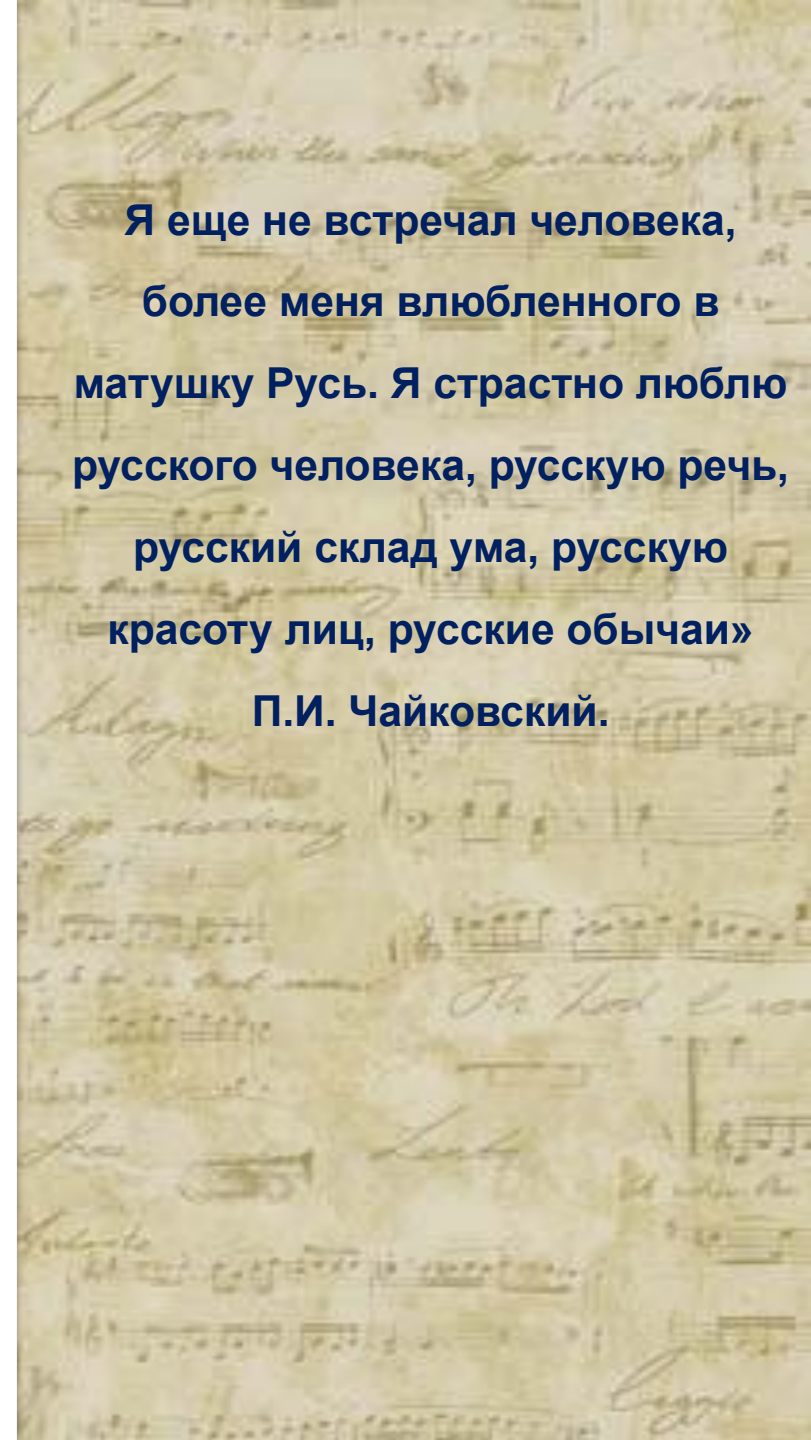 Я еще не встречал человека,
более меня влюбленного в
матушку Русь. Я страстно люблю
русского человека, русскую речь,
русский склад ума, русскую
красоту лиц, русские обычаи»
П.И. Чайковский.